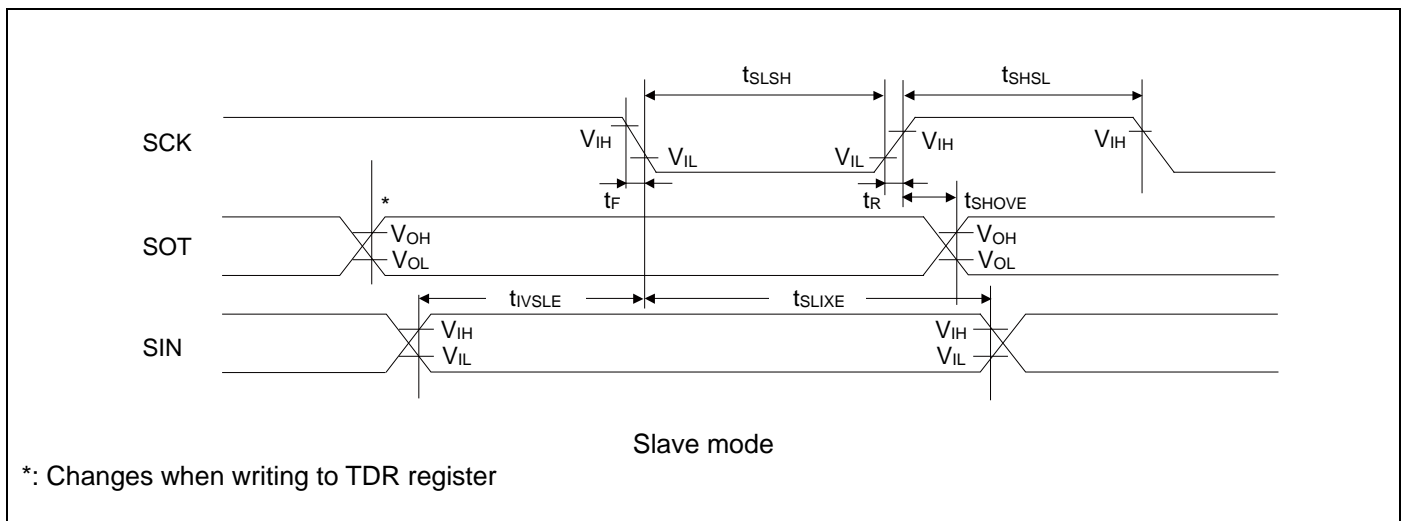 tSLSH tSHSL
SCK VIH VIL VIL VIH VIH
tF tR tSHOVE
*
SOT VOH VOH
VOL VOL
tIVSLE tSLIXE
SIN VIH VIH
VIL VIL
Slave mode
*: Changes when writing to TDR register